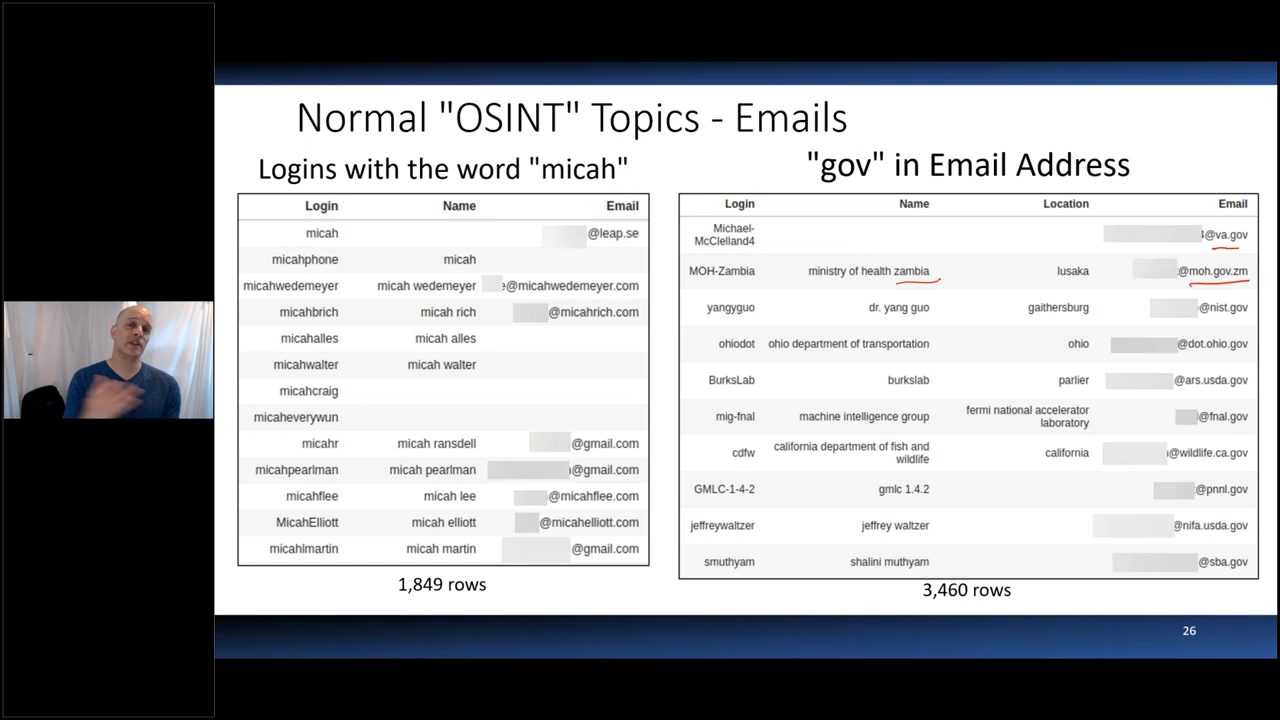 Normal "OSINT" Topics - Emails
Logins with the word "micah"
Login Name Email
micah @leap.se
micahphone micah
micahwedemeyer micah wedemeyer e@micahwedemeyer.com
micahbrich micah rich @micahrich.com
micahalles micah alles
micahwalter micah walter
micahcraig
micaheverywun
micahr micah ransdell @gmail.com
micahpearlman micah pearlman @gmail.com
micahflee micah lee @micahflee.com
MicahElliott micah elliott @micahelliott.com
micahlmartin micah martin @gmail.com
1,849 rows
"gov" in Email Address
Login Name Location Email
Michael-
McClelland4 4@va.gov
MOH-Zambia ministry of health zambia lusaka @moh.gov.zm
yangyguo dr. yang guo gaithersburg @nist.gov
ohiodot ohio department of transportation ohio @dot.ohio.gov
BurksLab burkslab parlier @ars.usda.gov
mig-fnal machine intelligence group fermi national accelerator
laboratory @fnal.gov
cdfw california department of fish and
wildlife california @wildlife.ca.gov
GMLC-1-4-2 gmlc 1.4.2 @pnnl.gov
jeffreywaltzer jeffrey waltzer @nifa.usda.gov
smuthyam shalini muthyam @sba.gov
3,460 rows
26